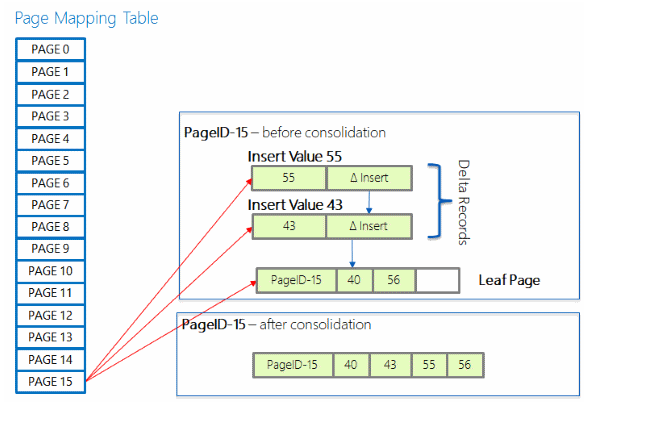 Page Mapping Table
PAGE 0
PAGE 1
PAGE 2
PAGE 3
PAGE 4
PAGE 5
PAGE 6
PAGE 7
PAGE 8
PAGE 9
PAGE 10
PAGE 11
PAGE 12
PAGE 13
PAGE 14
PAGE 15
PageID-15 – before consolidation
Insert Value 55
55 Δ Insert
Insert Value 43
43 Δ Insert
Delta Records
PageID-15 40 56
Leaf Page
PageID-15 – after consolidation
PageID-15 40 43 55 56